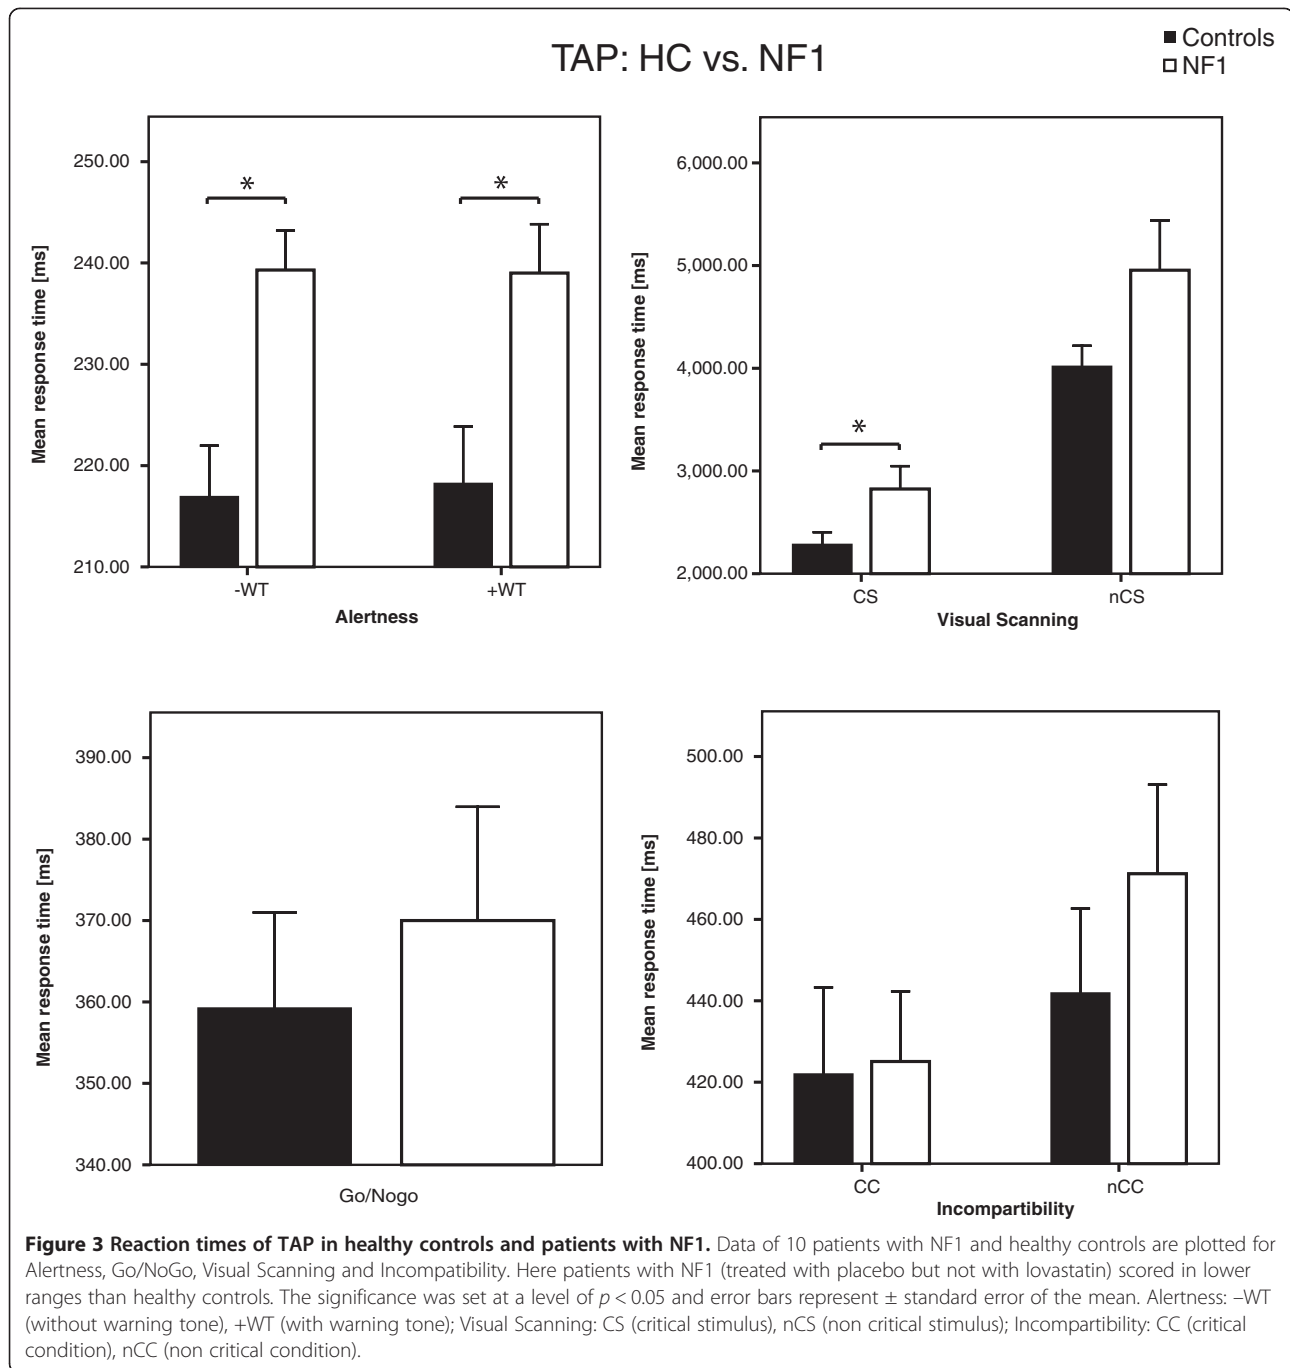 TAP: HC vs. NF1
Controls
NF1
Mean response time [ms]
250.00
240.00
230.00
220.00
210.00
*
*
-WT
+WT
Alertness
Mean response time [ms]
6,000.00
5,000.00
4,000.00
3,000.00
2,000.00
*
CS
nCS
Visual Scanning
Mean response time [ms]
390.00
380.00
370.00
360.00
350.00
340.00
Go/Nogo
Mean response time [ms]
500.00
480.00
460.00
440.00
420.00
400.00
CC
nCC
Incompartibility
Figure 3 Reaction times of TAP in healthy controls and patients with NF1. Data of 10 patients with NF1 and healthy controls are plotted for
Alertness, Go/NoGo, Visual Scanning and Incompatibility. Here patients with NF1 (treated with placebo but not with lovastatin) scored in lower
ranges than healthy controls. The significance was set at a level of p < 0.05 and error bars represent ± standard error of the mean. Alertness: –WT
(without warning tone), +WT (with warning tone); Visual Scanning: CS (critical stimulus), nCS (non critical stimulus); Incompartibility: CC (critical
condition), nCC (non critical condition).